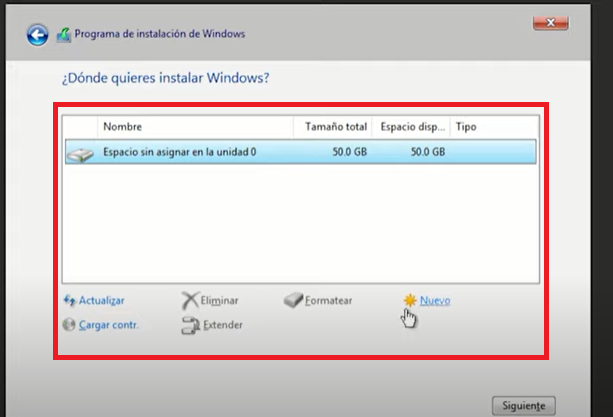 Programa de instalación de Windows
¿Dónde quieres instalar Windows?
Nombre Tamaño total Espacio disp... Tipo
Espacio sin asignar en la unidad 0 50.0 GB 50.0 GB
Actualizar Eliminar Formatear Nuevo
Cargar contr. Extender
Siguiente